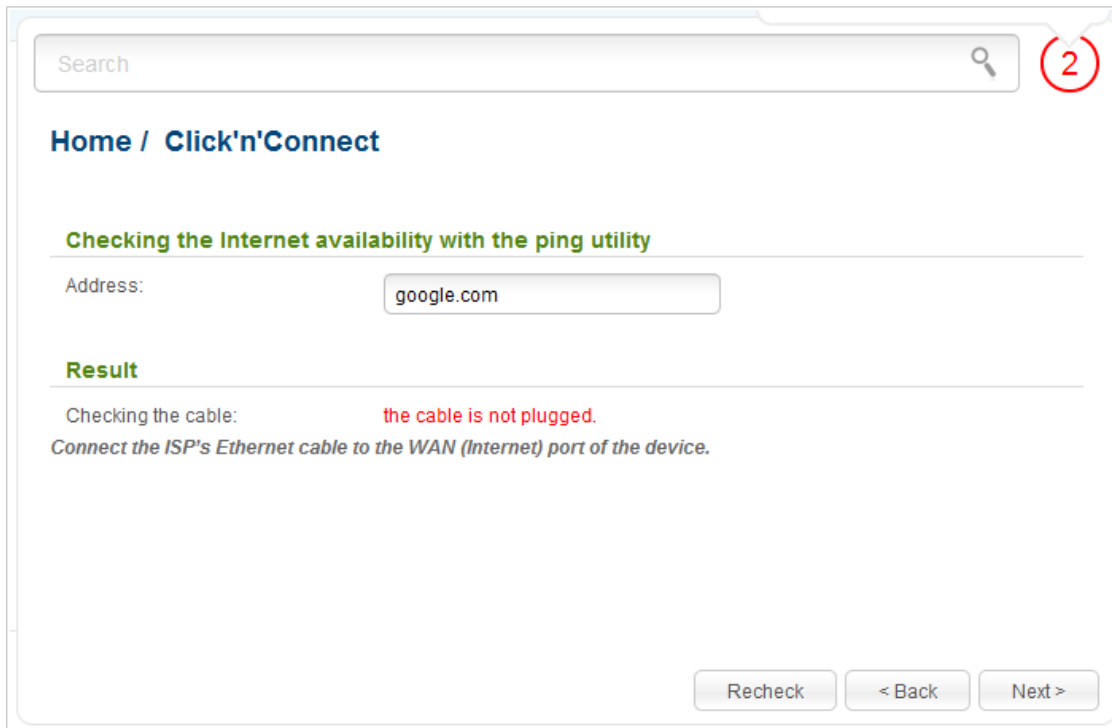 Search
2
Home / Click'n'Connect
Checking the Internet availability with the ping utility
Address:
google.com
Result
Checking the cable: the cable is not plugged.
Connect the ISP's Ethernet cable to the WAN (Internet) port of the device.
Recheck < Back Next >